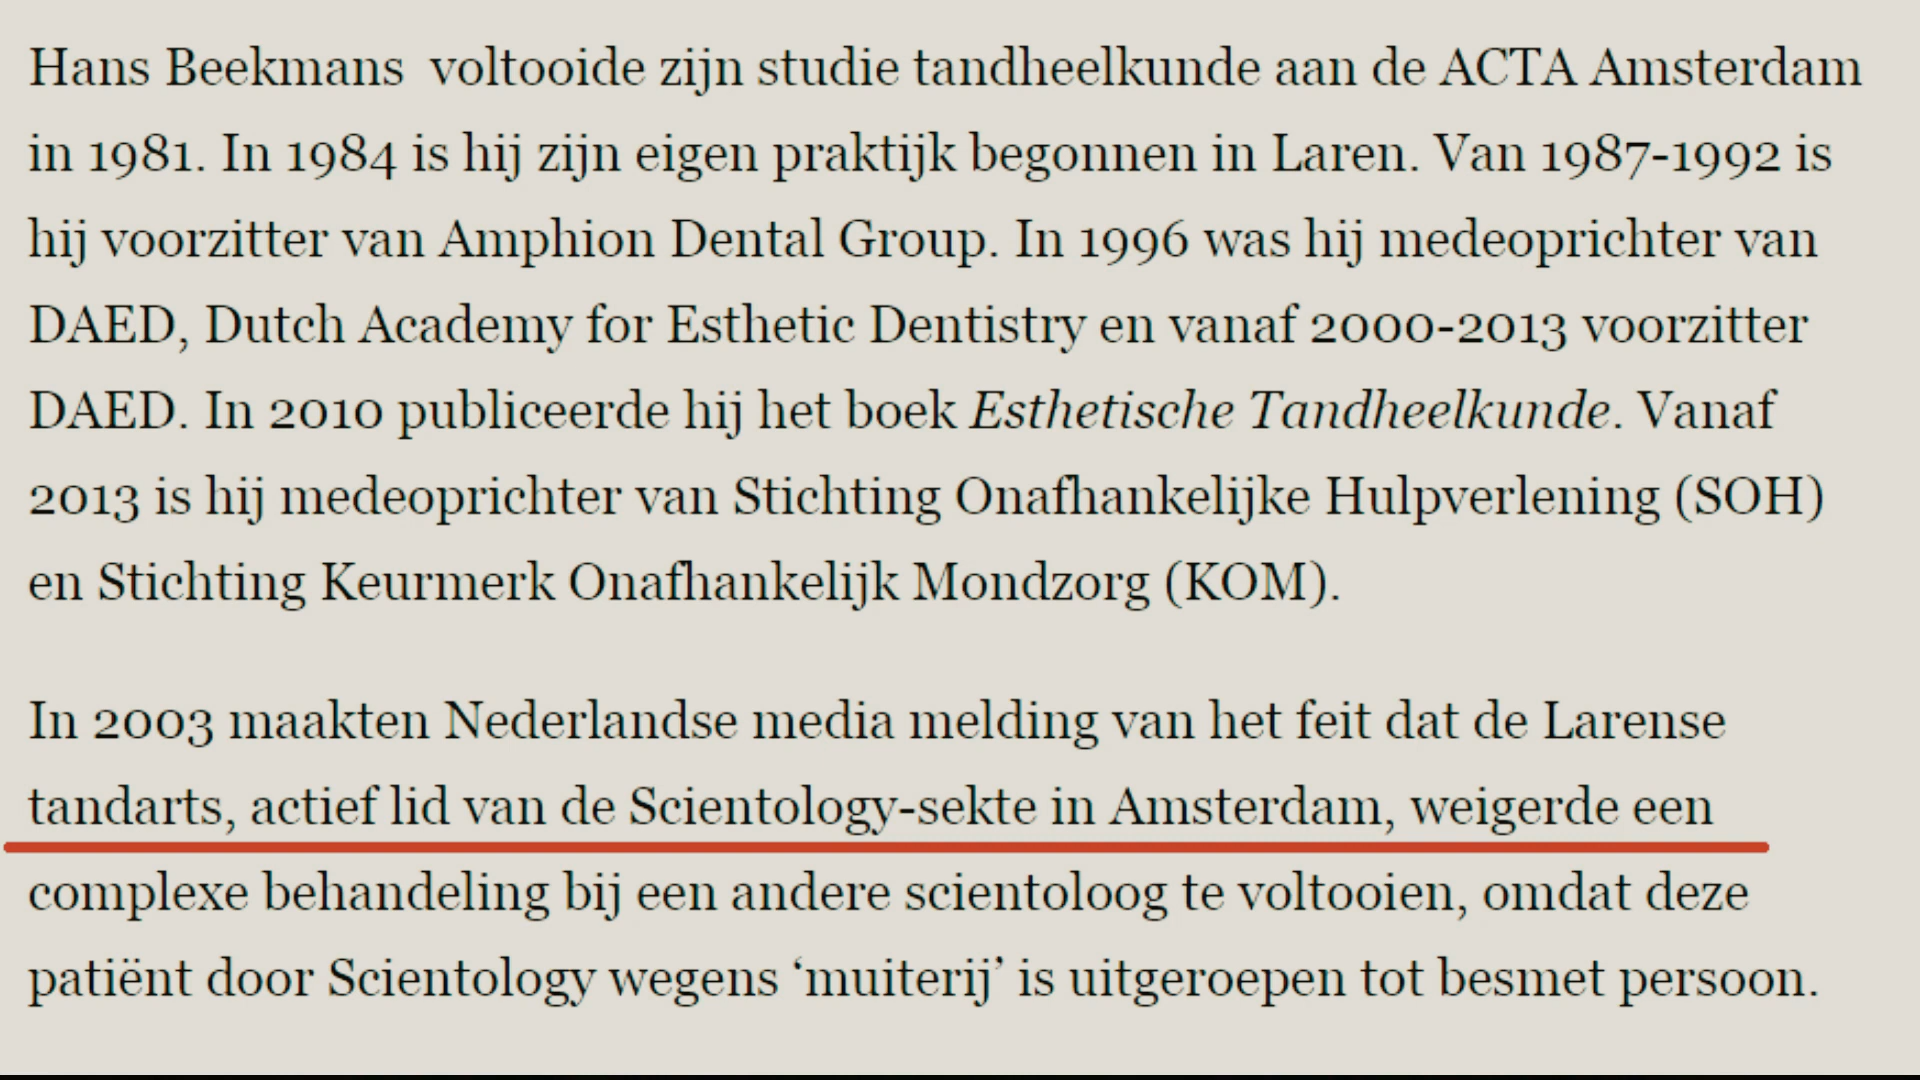 Hans Beekmans voltooide zijn studie tandheelkunde aan de ACTA Amsterdam
in 1981. In 1984 is hij zijn eigen praktijk begonnen in Laren. Van 1987-1992 is
hij voorzitter van Amphion Dental Group. In 1996 was hij medeoprichter van
DAED, Dutch Academy for Esthetic Dentistry en vanaf 2000-2013 voorzitter
DAED. In 2010 publiceerde hij het boek Esthetische Tandheelkunde. Vanaf
2013 is hij medeoprichter van Stichting Onafhankelijke Hulpverlening (SOH)
en Stichting Keurmerk Onafhankelijk Mondzorg (KOM).
In 2003 maakten Nederlandse media melding van het feit dat de Larense
tandarts, actief lid van de Scientology-sekte in Amsterdam, weigerde een
complexe behandeling bij een andere scientoloog te voltooien, omdat deze
patiënt door Scientology wegens ‘muiterij’ is uitgeroepen tot besmet persoon.